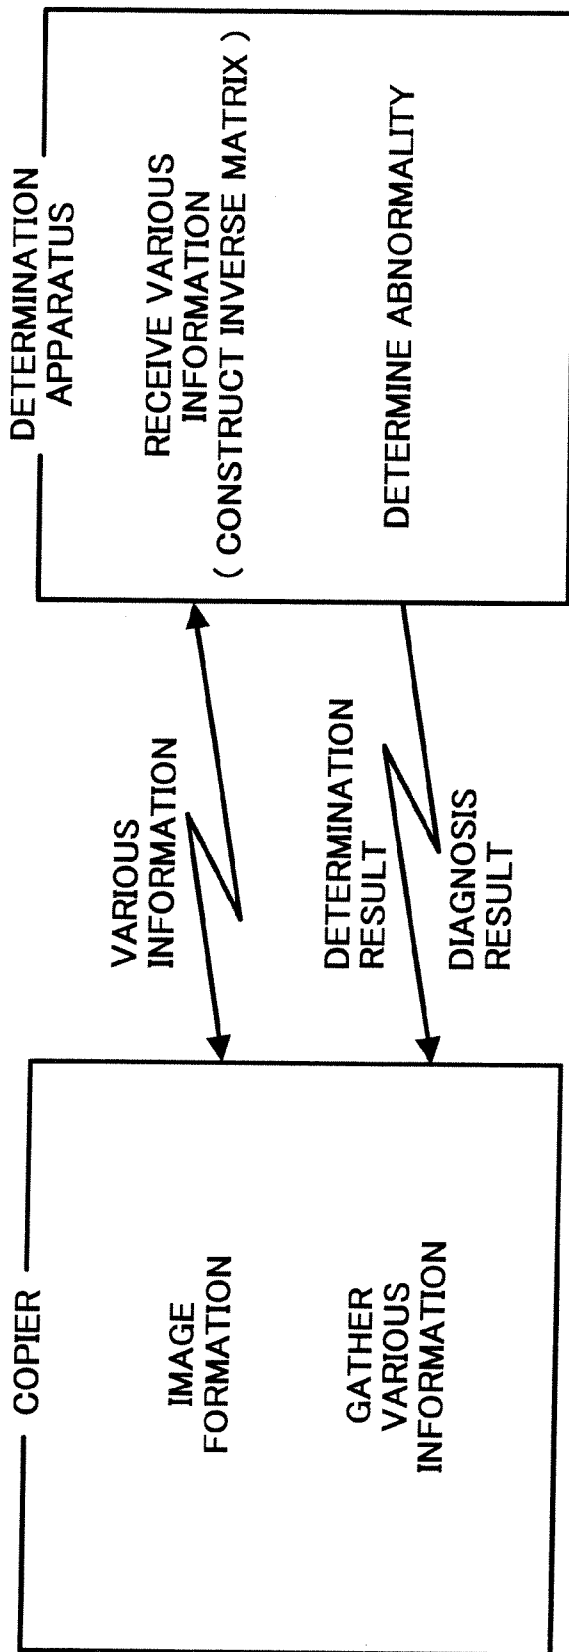 COPIER
IMAGE
FORMATION
GATHER
VARIOUS
INFORMATION
VARIOUS
INFORMATION
DETERMINATION
RESULT
DIAGNOSIS
RESULT
DETERMINATION
APPARATUS
RECEIVE VARIOUS
INFORMATION
( CONSTRUCT INVERSE MATRIX )
DETERMINE ABNORMALITY